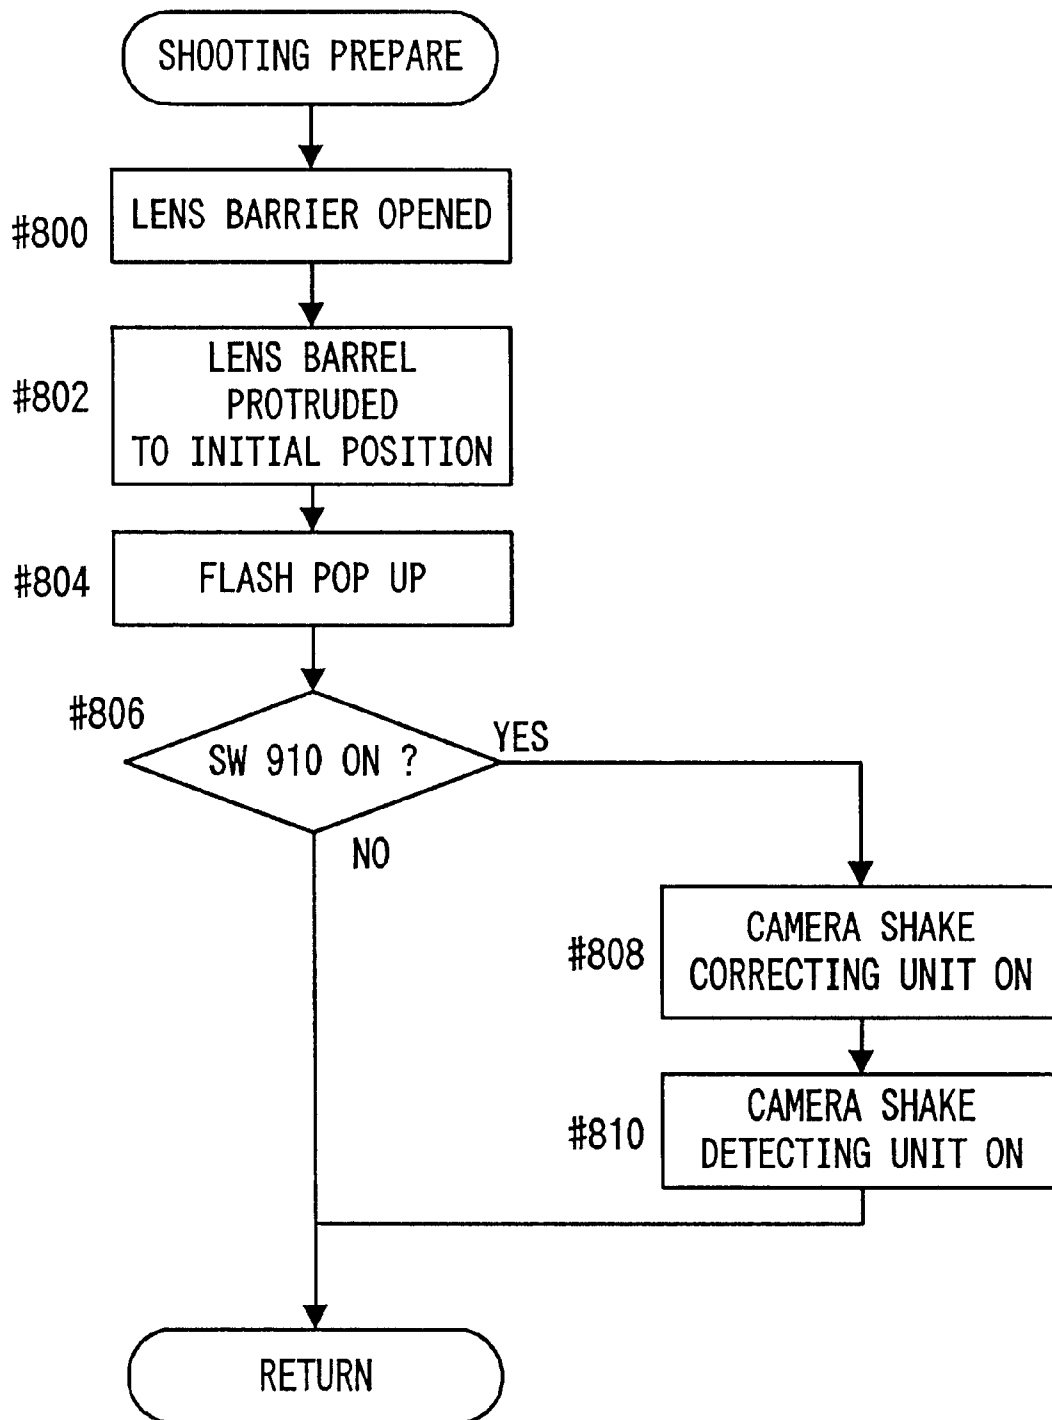 SHOOTING PREPARE
#800
LENS BARRIER OPENED
#802
LENS BARREL
PROTRUDED
TO INITIAL POSITION
#804
FLASH POP UP
#806
SW 910 ON ?
YES
NO
#808
CAMERA SHAKE
CORRECTING UNIT ON
#810
CAMERA SHAKE
DETECTING UNIT ON
RETURN